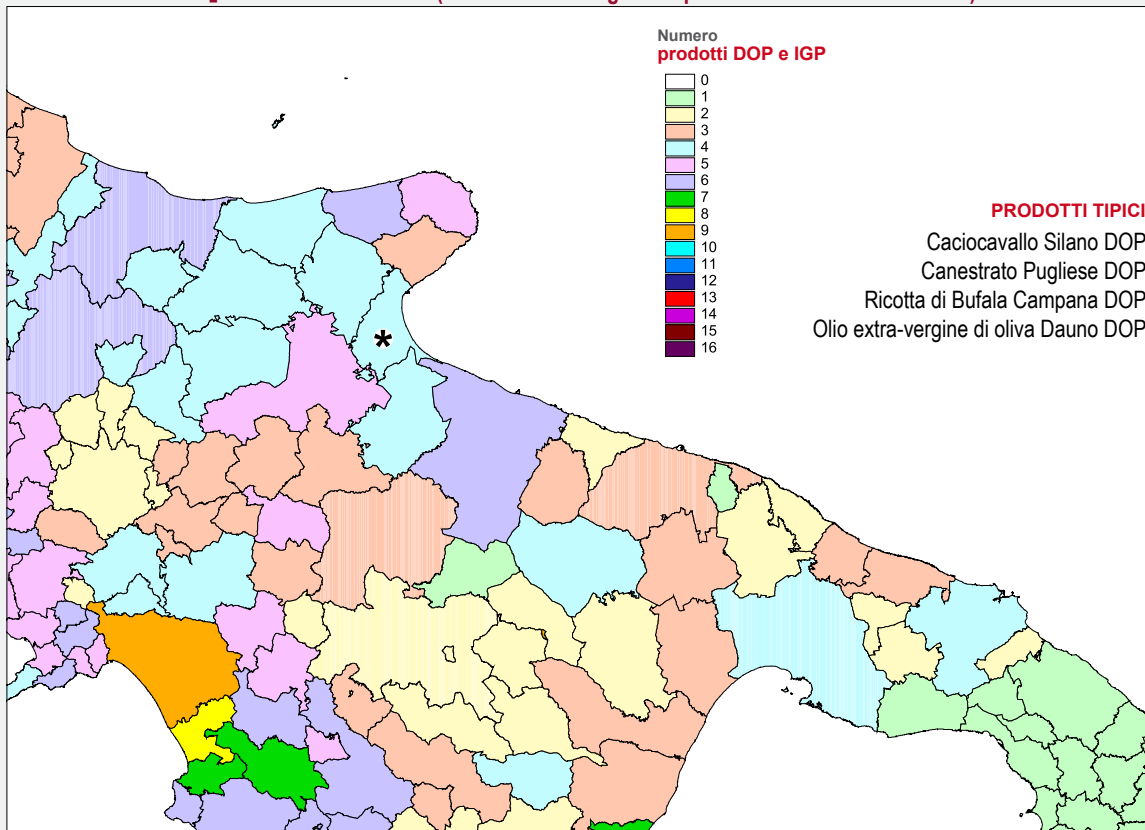 Numero
prodotti DOP e IGP
0
1
2
3
4
5
6
7
8
9
10
11
12
13
14
15
16
PRODOTTI TIPICI
Caciocavallo Silano DOP
Canestrato Pugliese DOP
Ricotta di Bufala Campana DOP
Olio extra-vergine di oliva Dauno DOP
*